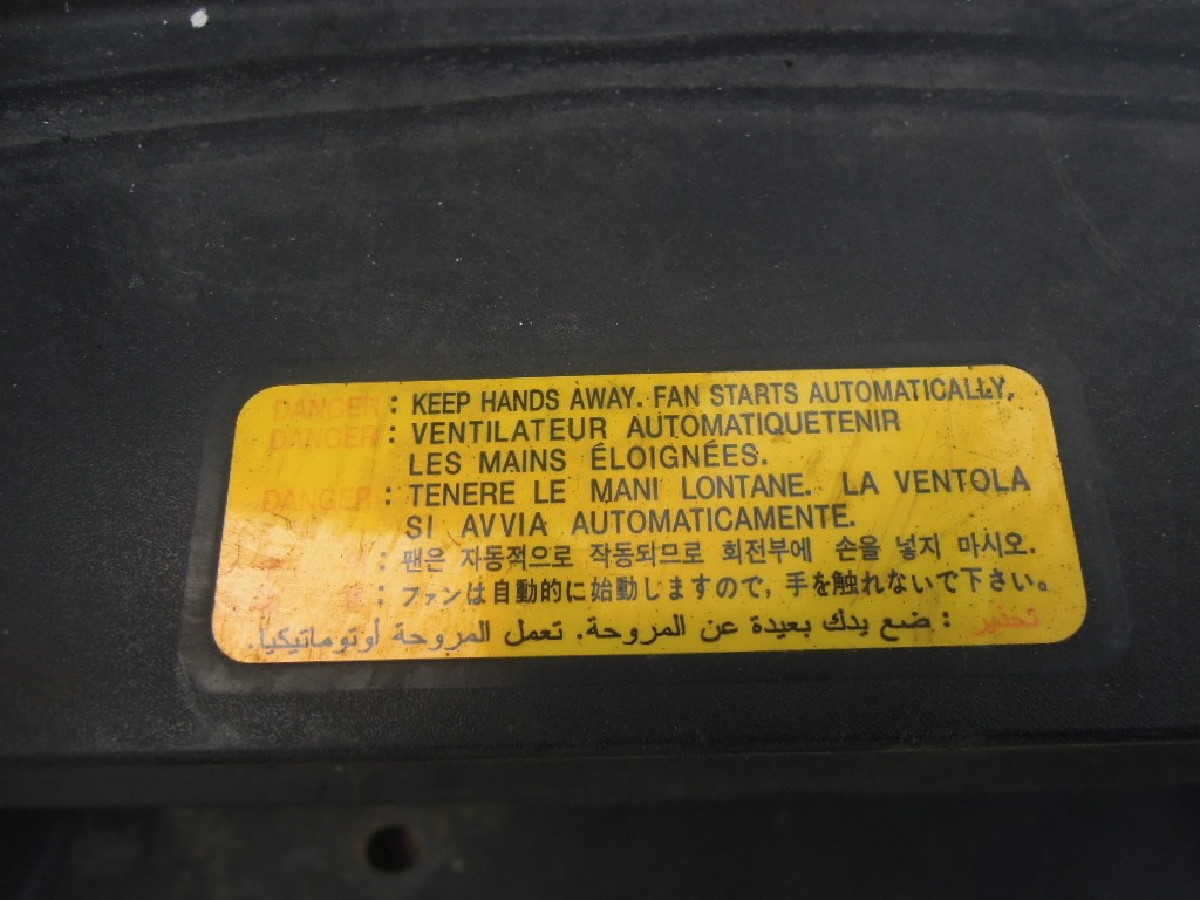 DANGER : KEEP HANDS AWAY. FAN STARTS AUTOMATICALLY.
DANGER : VENTILATEUR AUTOMATIQUETENIR
LES MAINS ÉLOIGNÉES.
DANGER : TENERE LE MANI LONTANE. LA VENTOLA
SI AVVIA AUTOMATICAMENTE.
: 팬은 자동적으로 작동되므로 회전부에 손을 넣지 마시오.
: ファンは自動的に始動しますので, 手を触れないで下さい。
تحذير : ضع يدك بعيدة عن المروحة. تعمل المروحة أوتوماتيكياً.